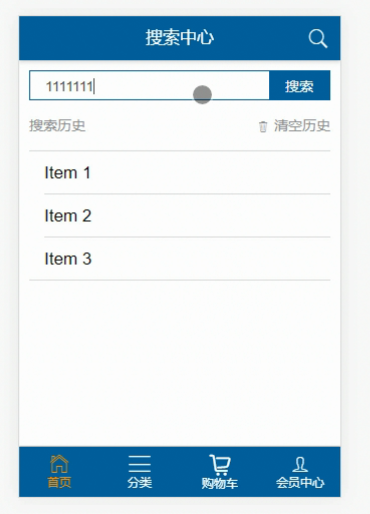 搜索中心
1111111 搜索
搜索历史 清空历史
Item 1
Item 2
Item 3
首页 分类 购物车 会员中心